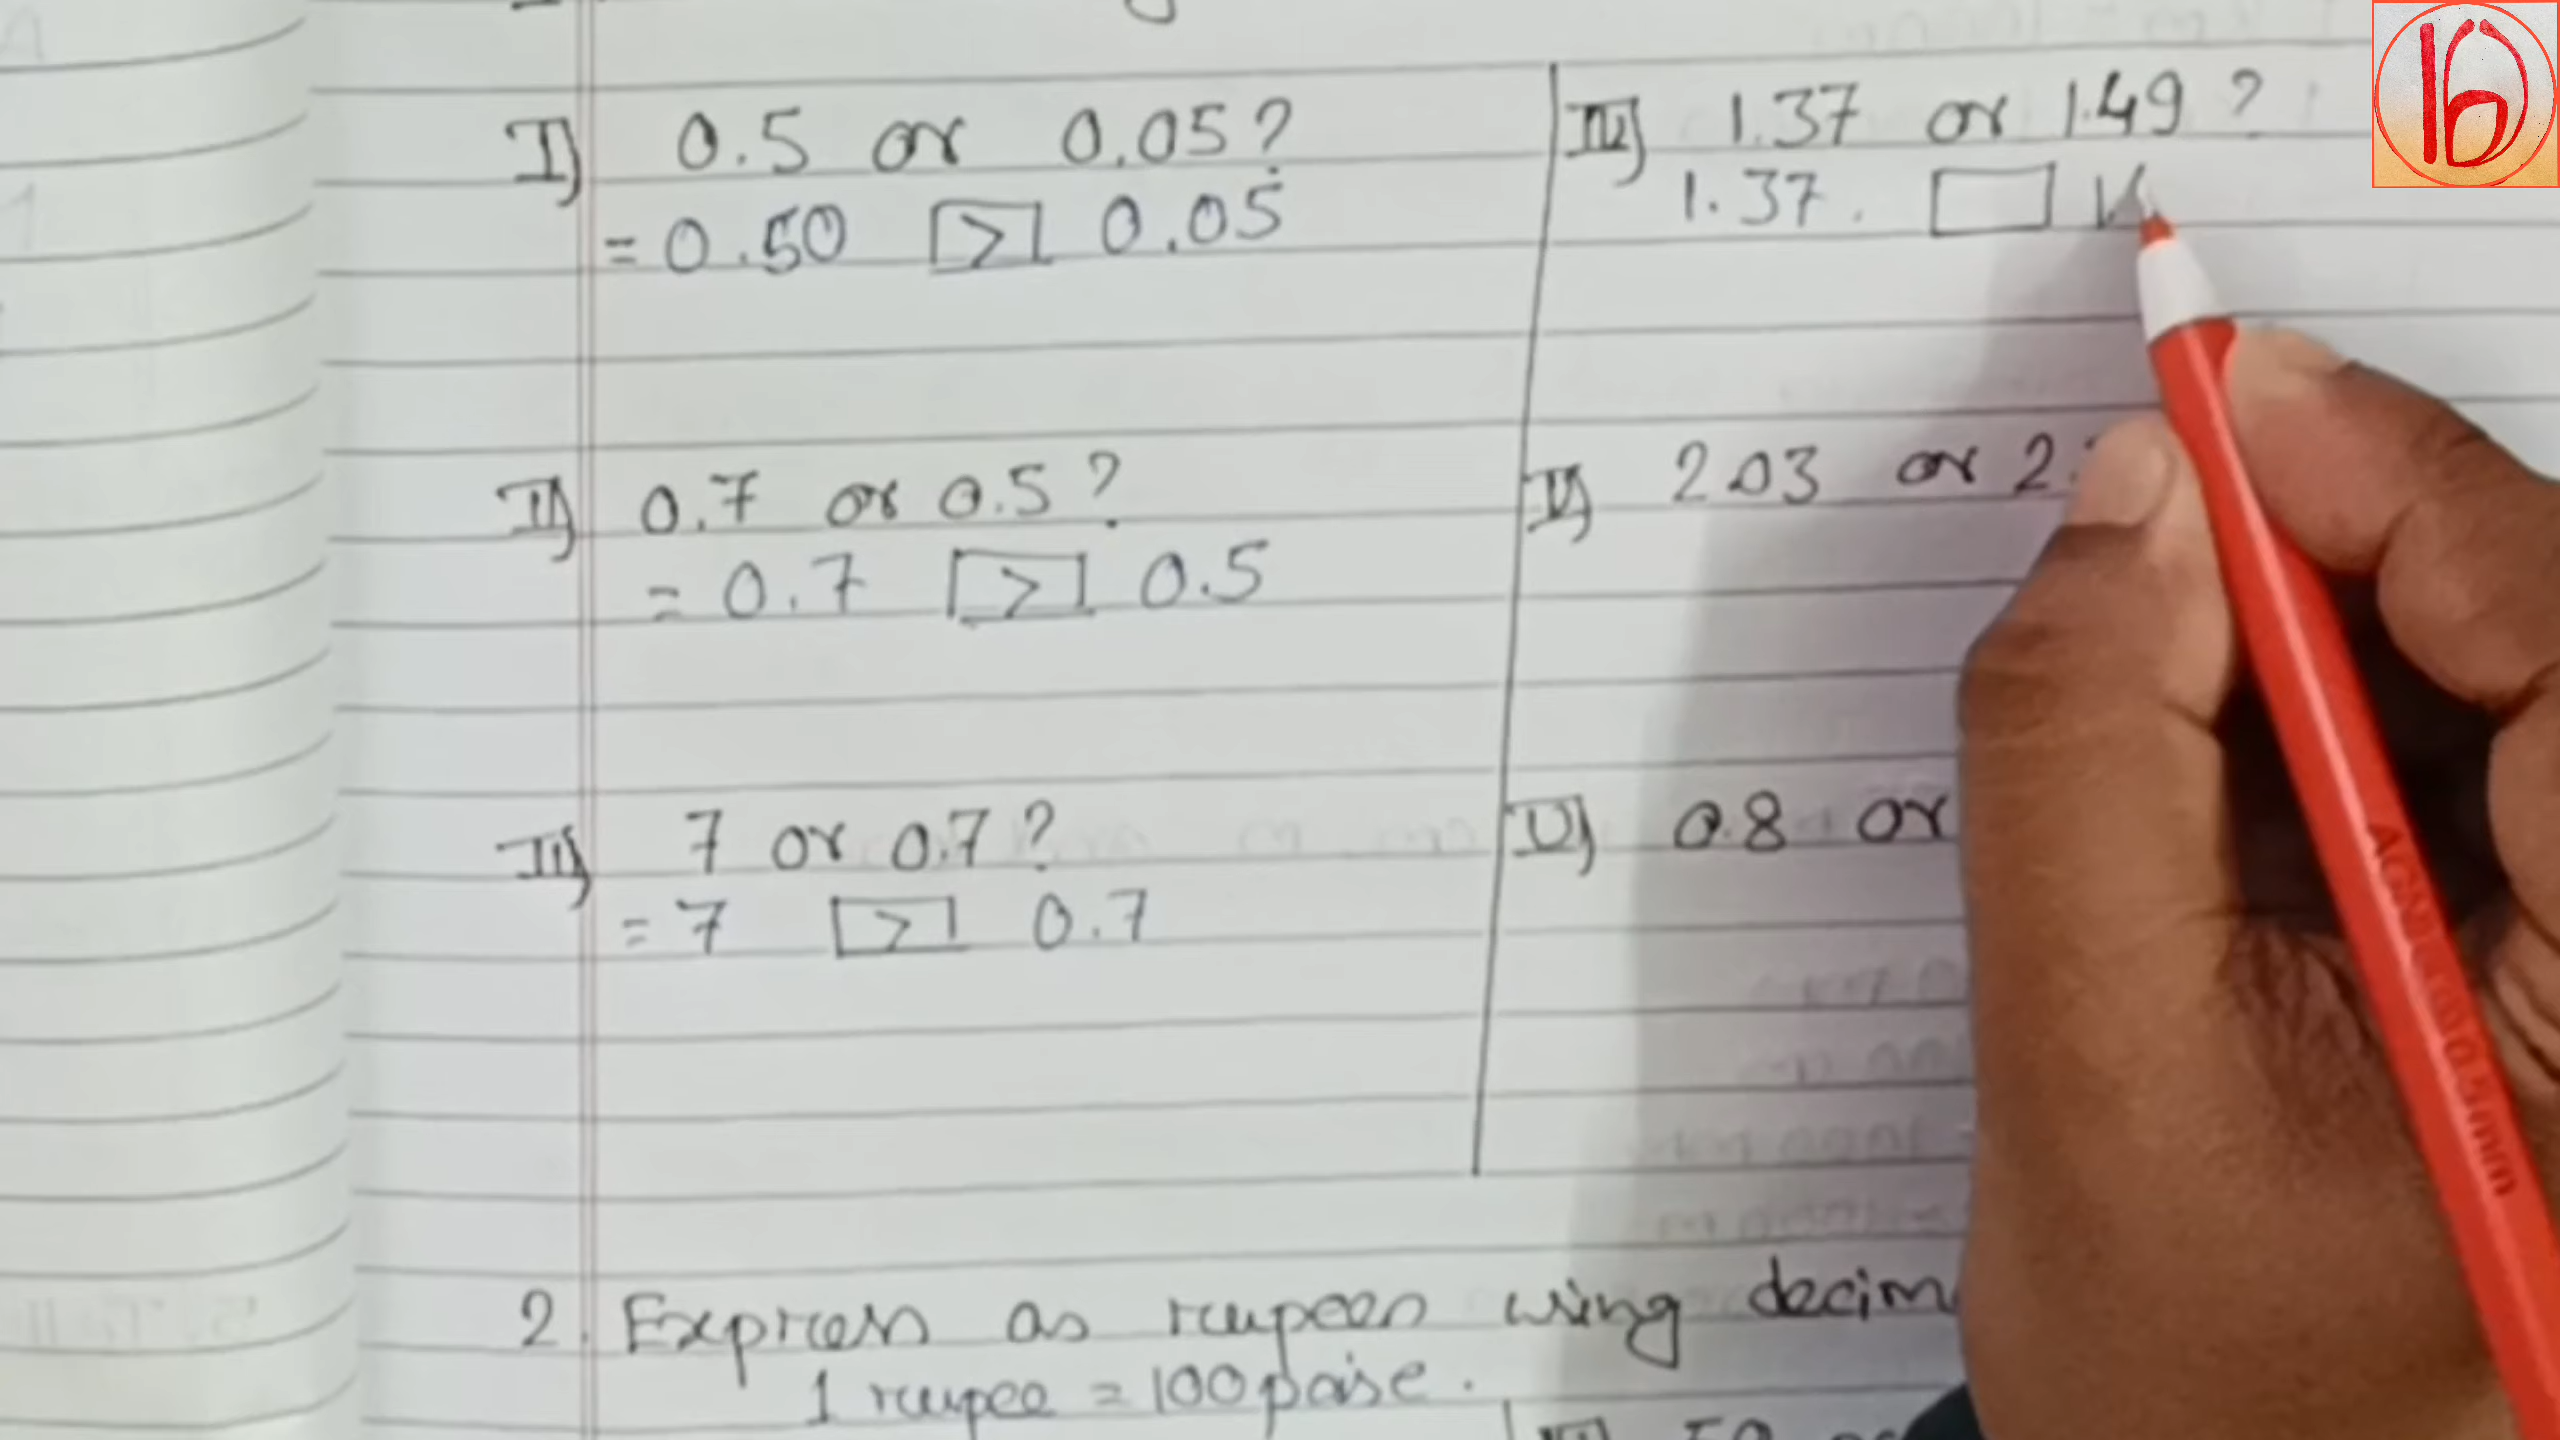 I) 0.5 or 0.05?
= 0.50 > 0.05
II) 0.7 or 0.5?
= 0.7 > 0.5
III) 7 or 0.7?
= 7 > 0.7
IV) 1.37 or 1.49?
1.37. 1.
V) 2.03 or 2.
0.8 or
2. Express as rupees using decim
1 rupee = 100 paise.